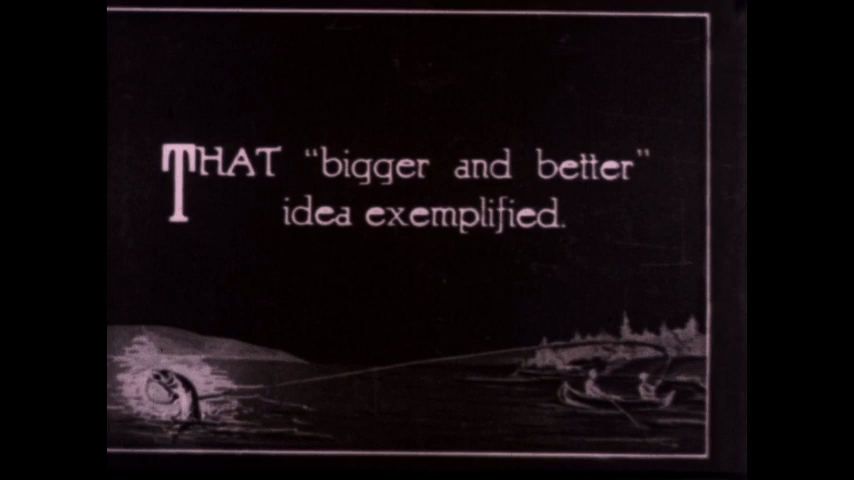 THAT “bigger and better”
idea exemplified.